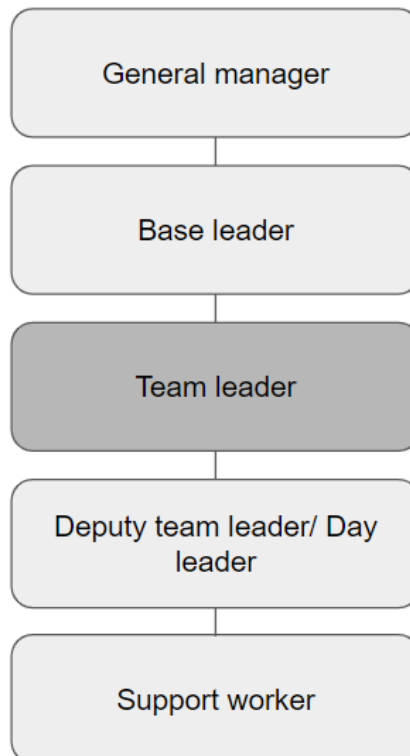 General manager
Base leader
Team leader
Deputy team leader/ Day
leader
Support worker